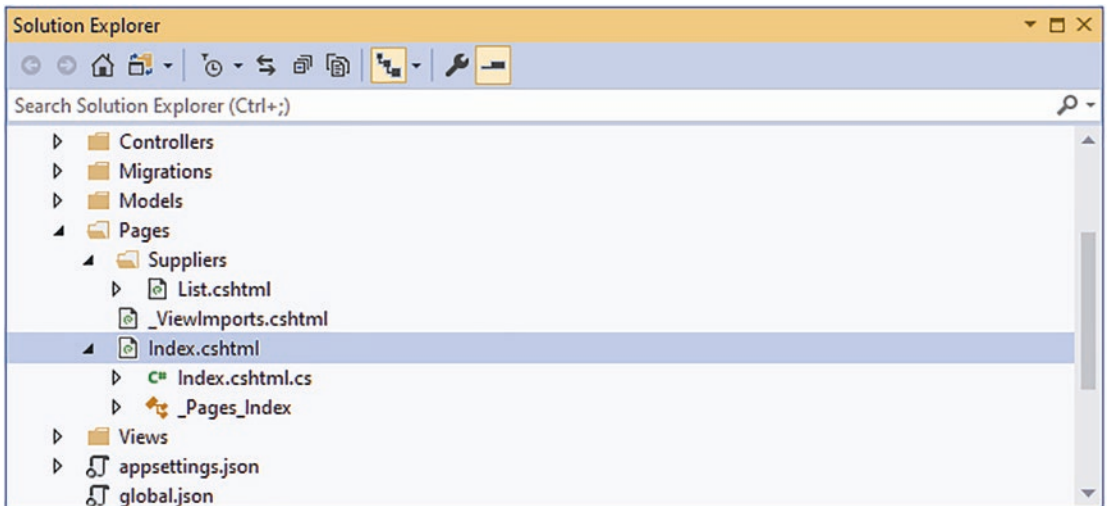 Solution Explorer
Search Solution Explorer (Ctrl+;)
Controllers
Migrations
Models
Pages
Suppliers
List.cshtml
_ViewImports.cshtml
Index.cshtml
C# Index.cshtml.cs
_Pages_Index
Views
appsettings.json
global.json